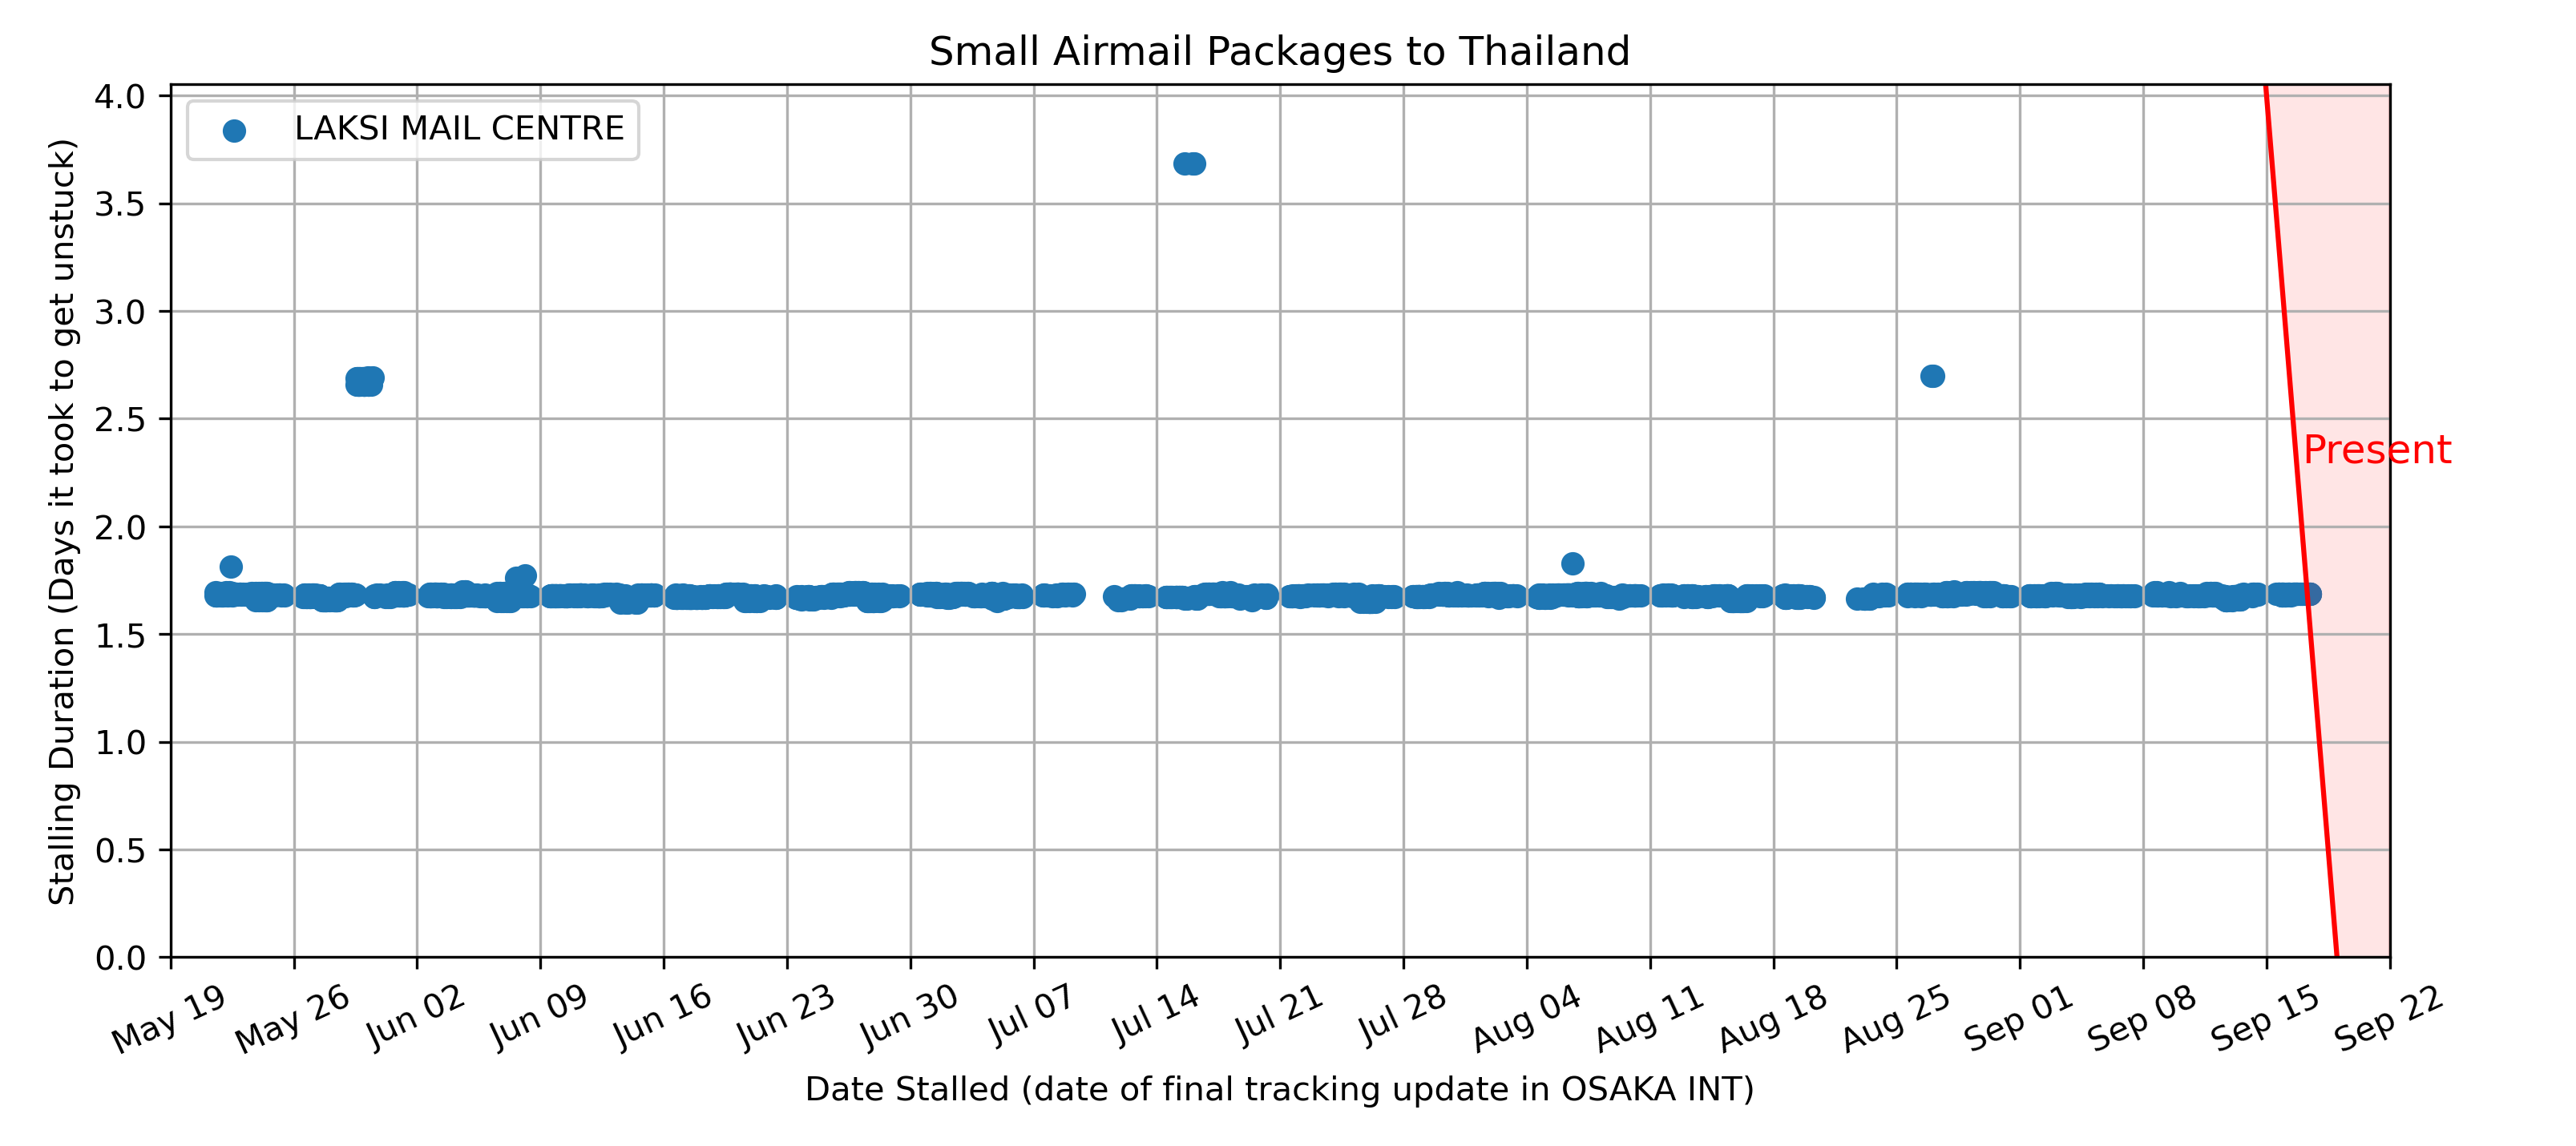 Small Airmail Packages to Thailand
LAKSI MAIL CENTRE
Stalling Duration (Days it took to get unstuck)
4.0
3.5
3.0
2.5
2.0
1.5
1.0
0.5
0.0
Present
May 19
May 26
Jun 02
Jun 09
Jun 16
Jun 23
Jun 30
Jul 07
Jul 14
Jul 21
Jul 28
Aug 04
Aug 11
Aug 18
Aug 25
Sep 01
Sep 08
Sep 15
Sep 22
Date Stalled (date of final tracking update in OSAKA INT)